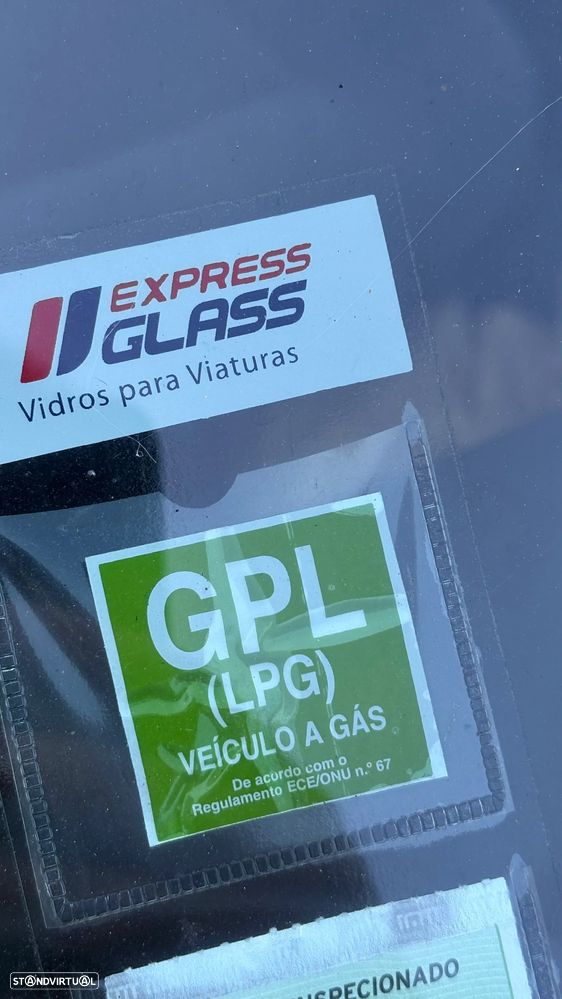 EXPRESS
GLASS
Vidros para Viaturas
GPL
(LPG)
VEÍCULO A GÁS
De acordo com o
Regulamento ECE/ONU n.º 67
STANDVIRTUAL